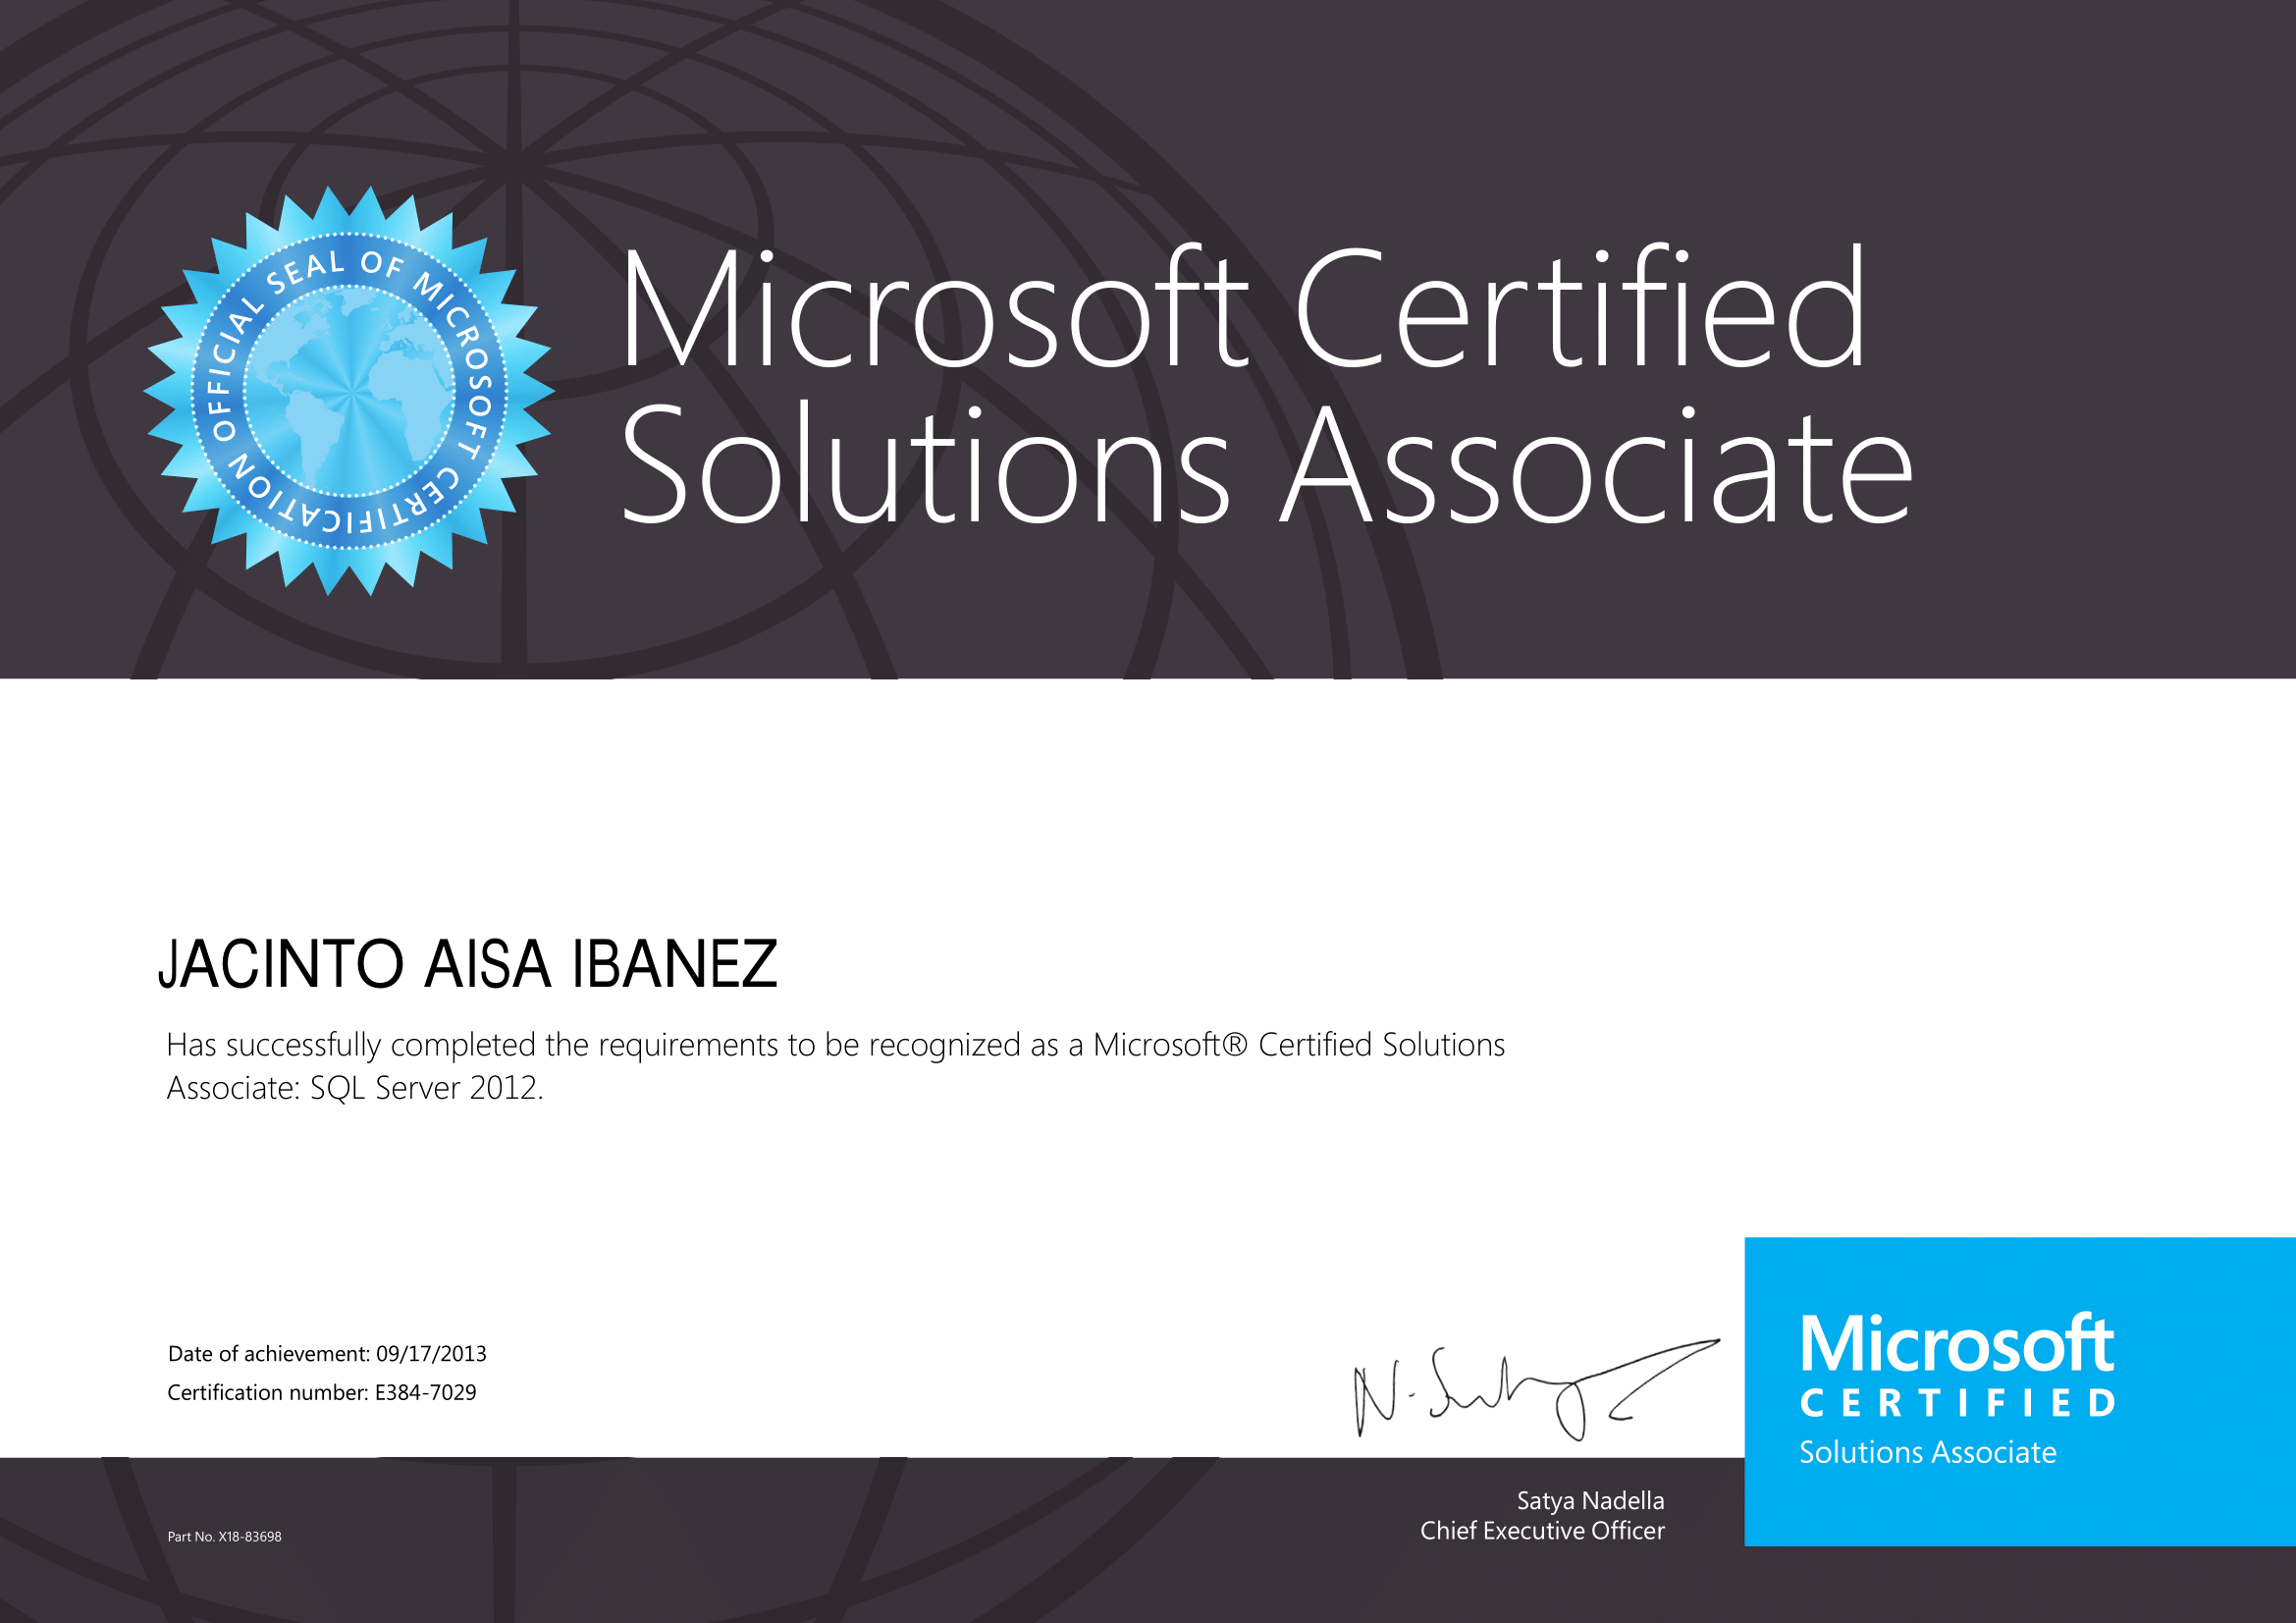 OFFICIAL SEAL OF MICROSOFT CERTIFICATION
Microsoft Certified
Solutions Associate
JACINTO AISA IBANEZ
Has successfully completed the requirements to be recognized as a Microsoft® Certified Solutions
Associate: SQL Server 2012.
Date of achievement: 09/17/2013
Certification number: E384-7029
Part No. X18-83698
Satya Nadella
Chief Executive Officer
Microsoft
CERTIFIED
Solutions Associate